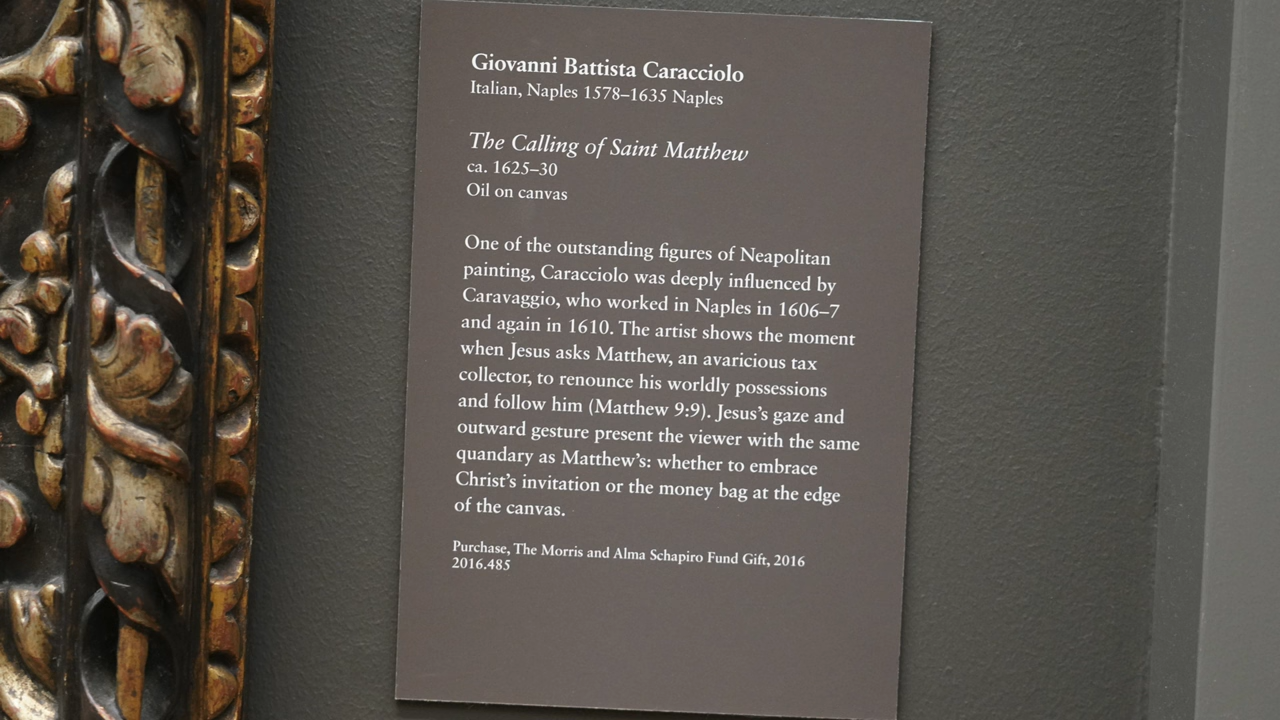 Giovanni Battista Caracciolo
Italian, Naples 1578–1635 Naples
The Calling of Saint Matthew
ca. 1625–30
Oil on canvas
One of the outstanding figures of Neapolitan
painting, Caracciolo was deeply influenced by
Caravaggio, who worked in Naples in 1606–7
and again in 1610. The artist shows the moment
when Jesus asks Matthew, an avaricious tax
collector, to renounce his worldly possessions
and follow him (Matthew 9:9). Jesus’s gaze and
outward gesture present the viewer with the same
quandary as Matthew’s: whether to embrace
Christ’s invitation or the money bag at the edge
of the canvas.
Purchase, The Morris and Alma Schapiro Fund Gift, 2016
2016.485